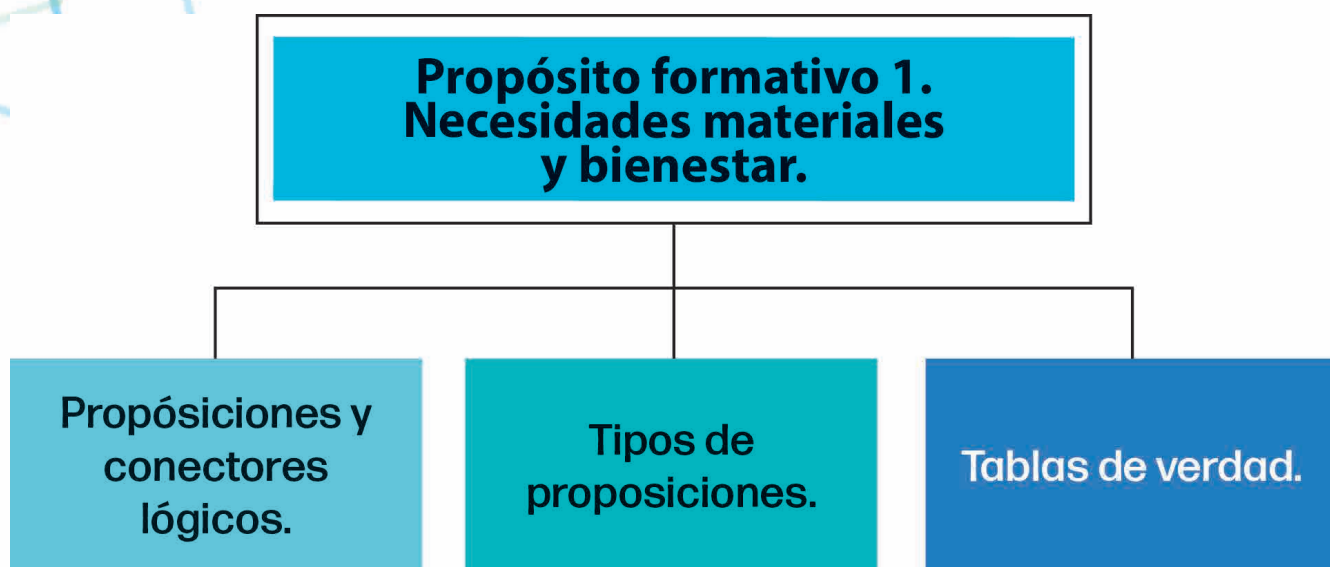 Propósito formativo 1.
Necesidades materiales
y bienestar.
Propósiciones y
conectores
lógicos.
Tipos de
proposiciones.
Tablas de verdad.